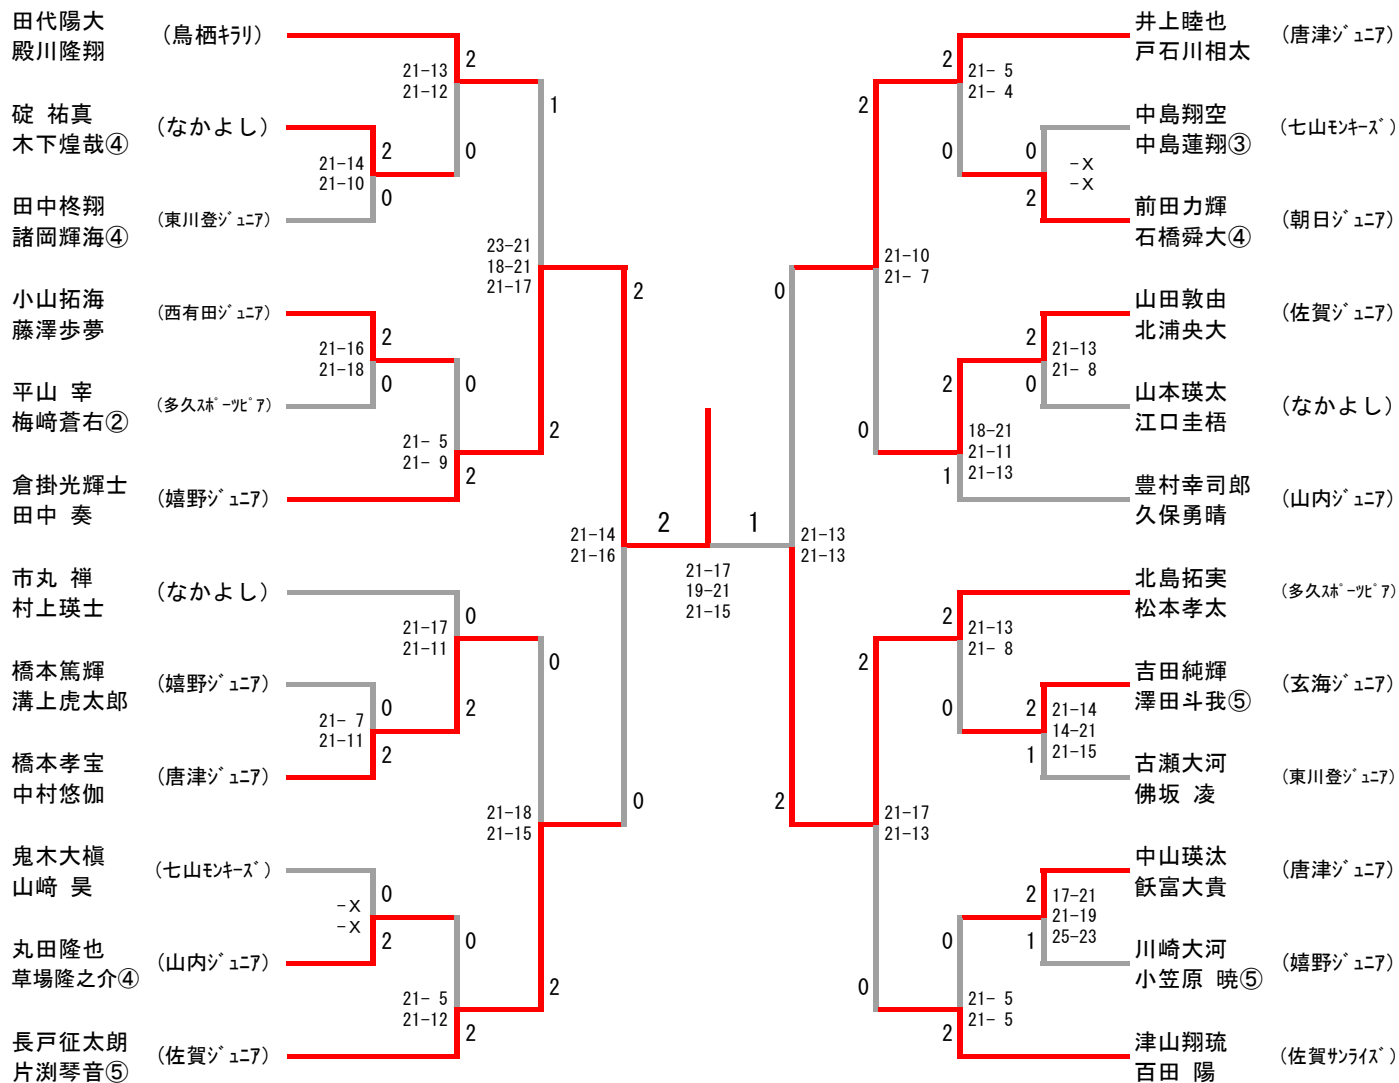 田代陽大
殿川隆翔
(鳥栖ｷﾗﾘ)
碇 祐真
木下煌哉④
(なかよし)
田中柊翔
諸岡輝海④
(東川登ｼﾞｭﾆｱ)
小山拓海
藤澤歩夢
(西有田ｼﾞｭﾆｱ)
平山 宰
梅﨑蒼右②
(多久ｽﾎﾟｰﾂﾋﾟｱ)
倉掛光輝士
田中 奏
(嬉野ｼﾞｭﾆｱ)
市丸 禅
村上瑛士
(なかよし)
橋本篤輝
溝上虎太郎
(嬉野ｼﾞｭﾆｱ)
橋本孝宝
中村悠伽
(唐津ｼﾞｭﾆｱ)
鬼木大槇
山﨑 昊
(七山ﾓﾝｷｰｽﾞ)
丸田隆也
草場隆之介④
(山内ｼﾞｭﾆｱ)
長戸征太朗
片渕琴音⑤
(佐賀ｼﾞｭﾆｱ)
2
21-13
21-12
0
2
21-14
21-10
0
1
23-21
18-21
21-17
2
2
21-16
21-18
0
0
21- 5
21- 9
2
2
21-14
21-16
0
0
21-17
21-11
2
0
21- 7
21-11
2
0
21-18
21-15
2
0
-X
-X
2
0
21- 5
21-12
2
2
1
21-17
19-21
21-15
0
21-13
21-13
2
2
21-10
21- 7
0
2
21- 5
21- 4
0
0
-X
-X
2
2
21-13
21- 8
0
2
18-21
21-11
21-13
1
2
21-17
21-13
0
2
21-13
21- 8
0
2
21-14
14-21
21-15
1
2
17-21
21-19
25-23
1
0
21- 5
21- 5
2
井上睦也
戸石川相太
(唐津ｼﾞｭﾆｱ)
中島翔空
中島蓮翔③
(七山ﾓﾝｷｰｽﾞ)
前田力輝
石橋舜大④
(朝日ｼﾞｭﾆｱ)
山田敦由
北浦央大
(佐賀ｼﾞｭﾆｱ)
山本瑛太
江口圭梧
(なかよし)
豊村幸司郎
久保勇晴
(山内ｼﾞｭﾆｱ)
北島拓実
松本孝太
(多久ｽﾎﾟｰﾂﾋﾟｱ)
吉田純輝
澤田斗我⑤
(玄海ｼﾞｭﾆｱ)
古瀬大河
佛坂 凌
(東川登ｼﾞｭﾆｱ)
中山瑛汰
飫富大貴
(唐津ｼﾞｭﾆｱ)
川崎大河
小笠原 暁⑤
(嬉野ｼﾞｭﾆｱ)
津山翔琉
百田 陽
(佐賀ｻﾝﾗｲｽﾞ)